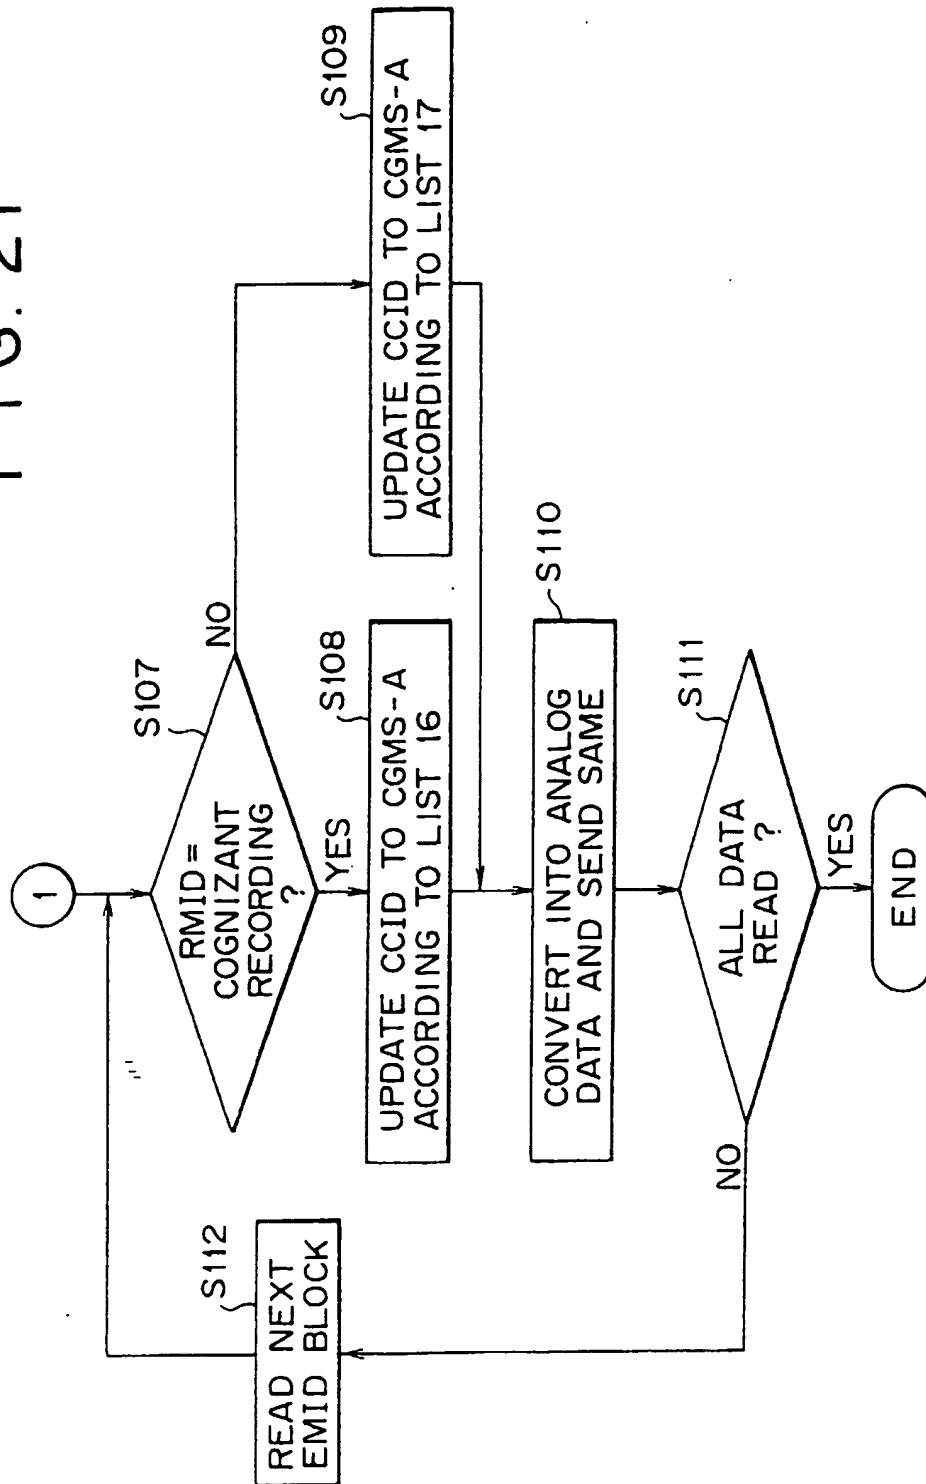 FIG. 21
1
S107
RMID=
COGNIZANT
RECORDING
?
NO
YES
S108
UPDATE CCID TO CGMS-A
ACCORDING TO LIST 16
S109
UPDATE CCID TO CGMS-A
ACCORDING TO LIST 17
S110
CONVERT INTO ANALOG
DATA AND SEND SAME
S111
ALL DATA
READ ?
NO
YES
S112
READ NEXT
EMID BLOCK
END